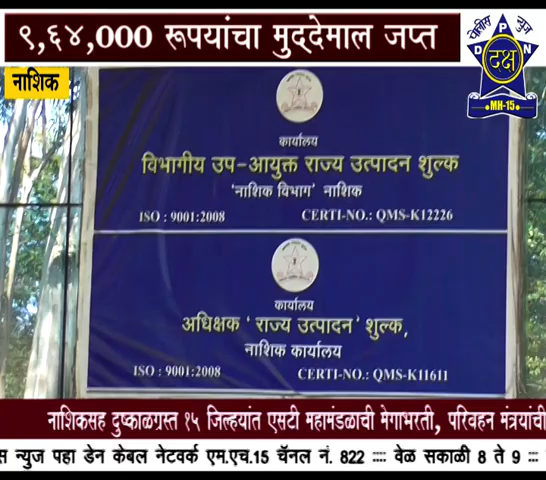 ९,६४,००० रूपयांचा मुद्देमाल जप्त
पोलीस न्युज
D P N
दक्ष
MH-15
नाशिक
कार्यालय
विभागीय उप-आयुक्त राज्य उत्पादन शुल्क
'नाशिक विभाग' नाशिक
ISO : 9001:2008 CERTI-NO.: QMS-K12226
कार्यालय
अधिक्षक ' राज्य उत्पादन ' शुल्क,
नाशिक कार्यालय
ISO : 9001:2008 CERTI-NO.: QMS-K11611
नाशिकसह दुष्काळग्रस्त १५ जिल्हयांत एसटी महामंडळाची मेगाभरती, परिवहन मंत्रयांची
स न्युज पहा डेन केबल नेटवर्क एम.एच.15 चॅनल नं. 822 :::: वेळ सकाळी 8 ते 9 :::